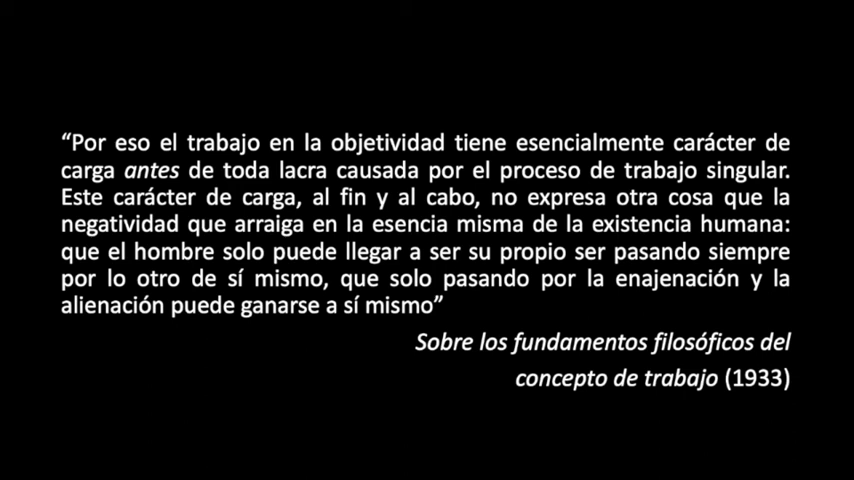 “Por eso el trabajo en la objetividad tiene esencialmente carácter de
carga antes de toda lacra causada por el proceso de trabajo singular.
Este carácter de carga, al fin y al cabo, no expresa otra cosa que la
negatividad que arraiga en la esencia misma de la existencia humana:
que el hombre solo puede llegar a ser su propio ser pasando siempre
por lo otro de sí mismo, que solo pasando por la enajenación y la
alienación puede ganarse a sí mismo”
Sobre los fundamentos filosóficos del
concepto de trabajo (1933)